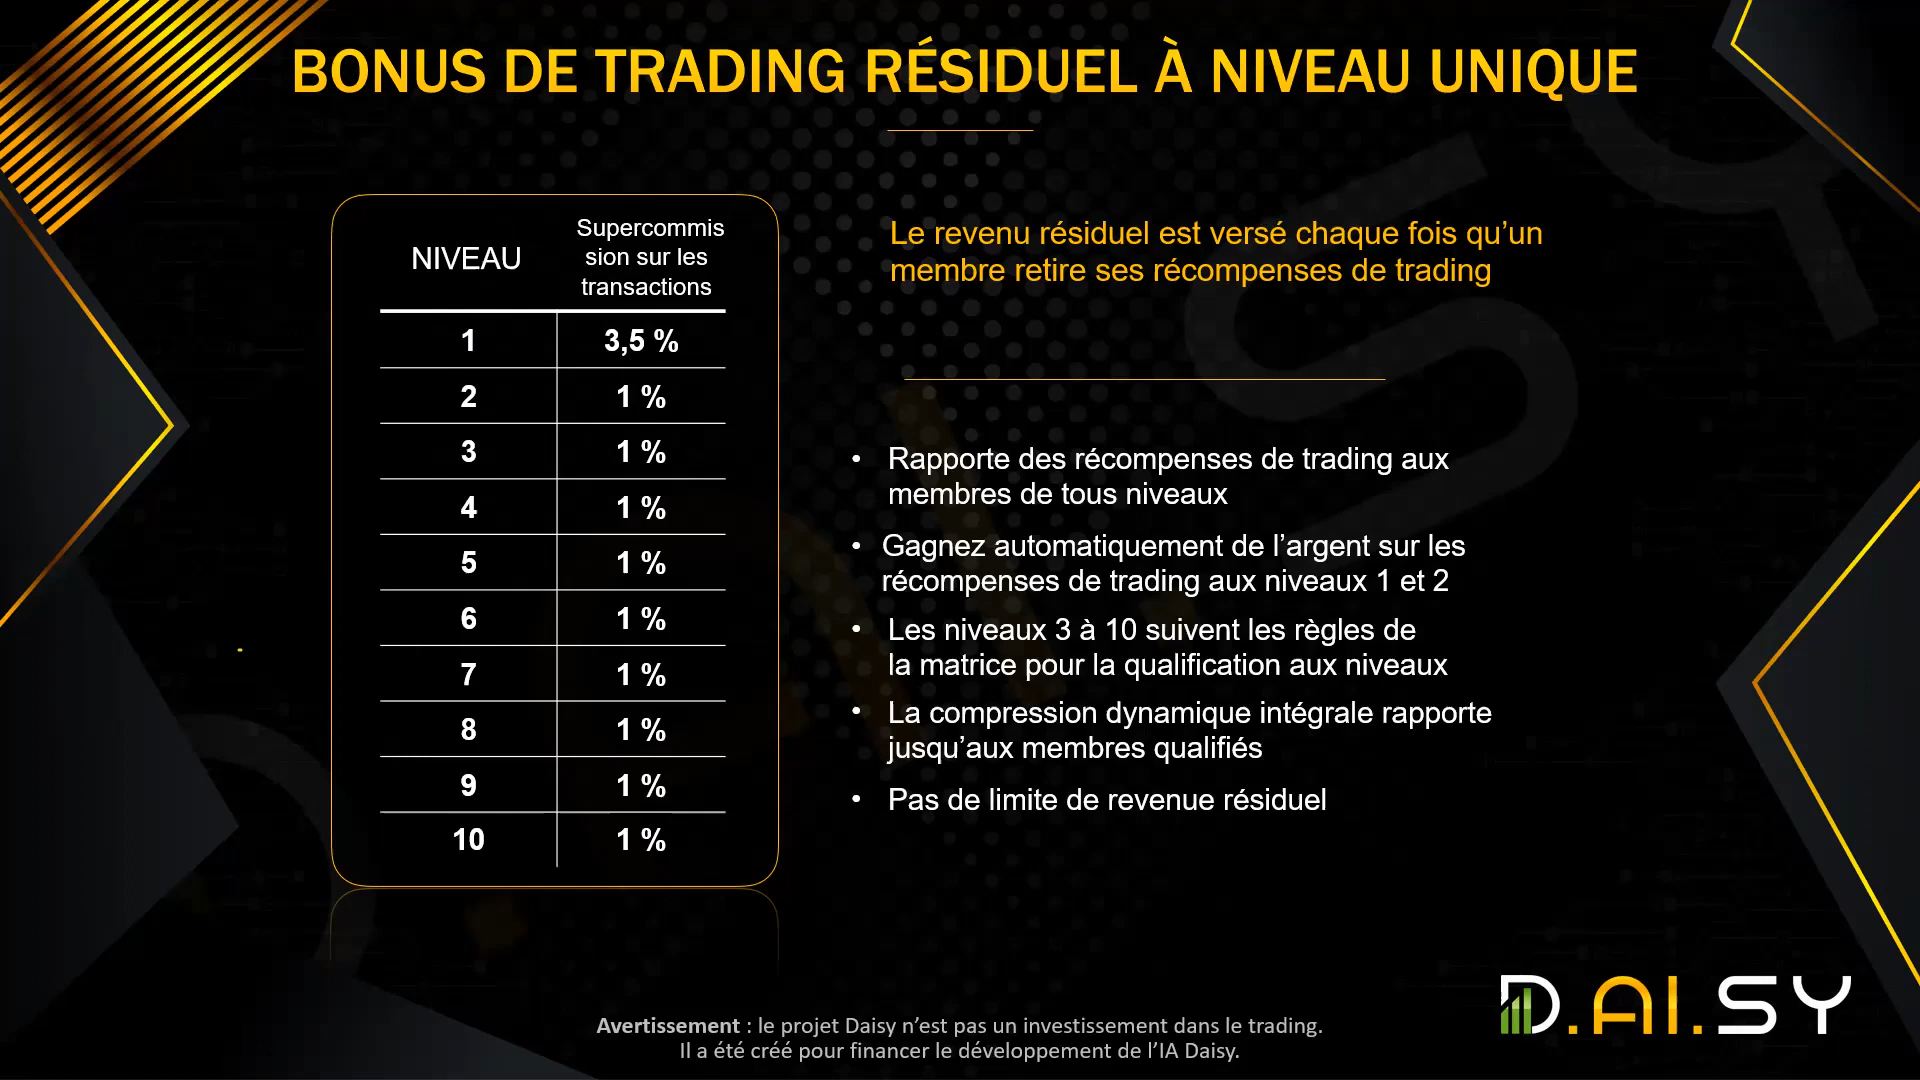 BONUS DE TRADING RÉSIDUEL À NIVEAU UNIQUE
NIVEAU
Supercommis
sion sur les
transactions
1 3,5 %
2 1 %
3 1 %
4 1 %
5 1 %
6 1 %
7 1 %
8 1 %
9 1 %
10 1 %
Le revenu résiduel est versé chaque fois qu’un
membre retire ses récompenses de trading
• Rapporte des récompenses de trading aux
membres de tous niveaux
• Gagnez automatiquement de l’argent sur les
récompenses de trading aux niveaux 1 et 2
• Les niveaux 3 à 10 suivent les règles de
la matrice pour la qualification aux niveaux
• La compression dynamique intégrale rapporte
jusqu’aux membres qualifiés
• Pas de limite de revenue résiduel
Avertissement : le projet Daisy n’est pas un investissement dans le trading.
Il a été créé pour financer le développement de l’IA Daisy.
D.AI.SY